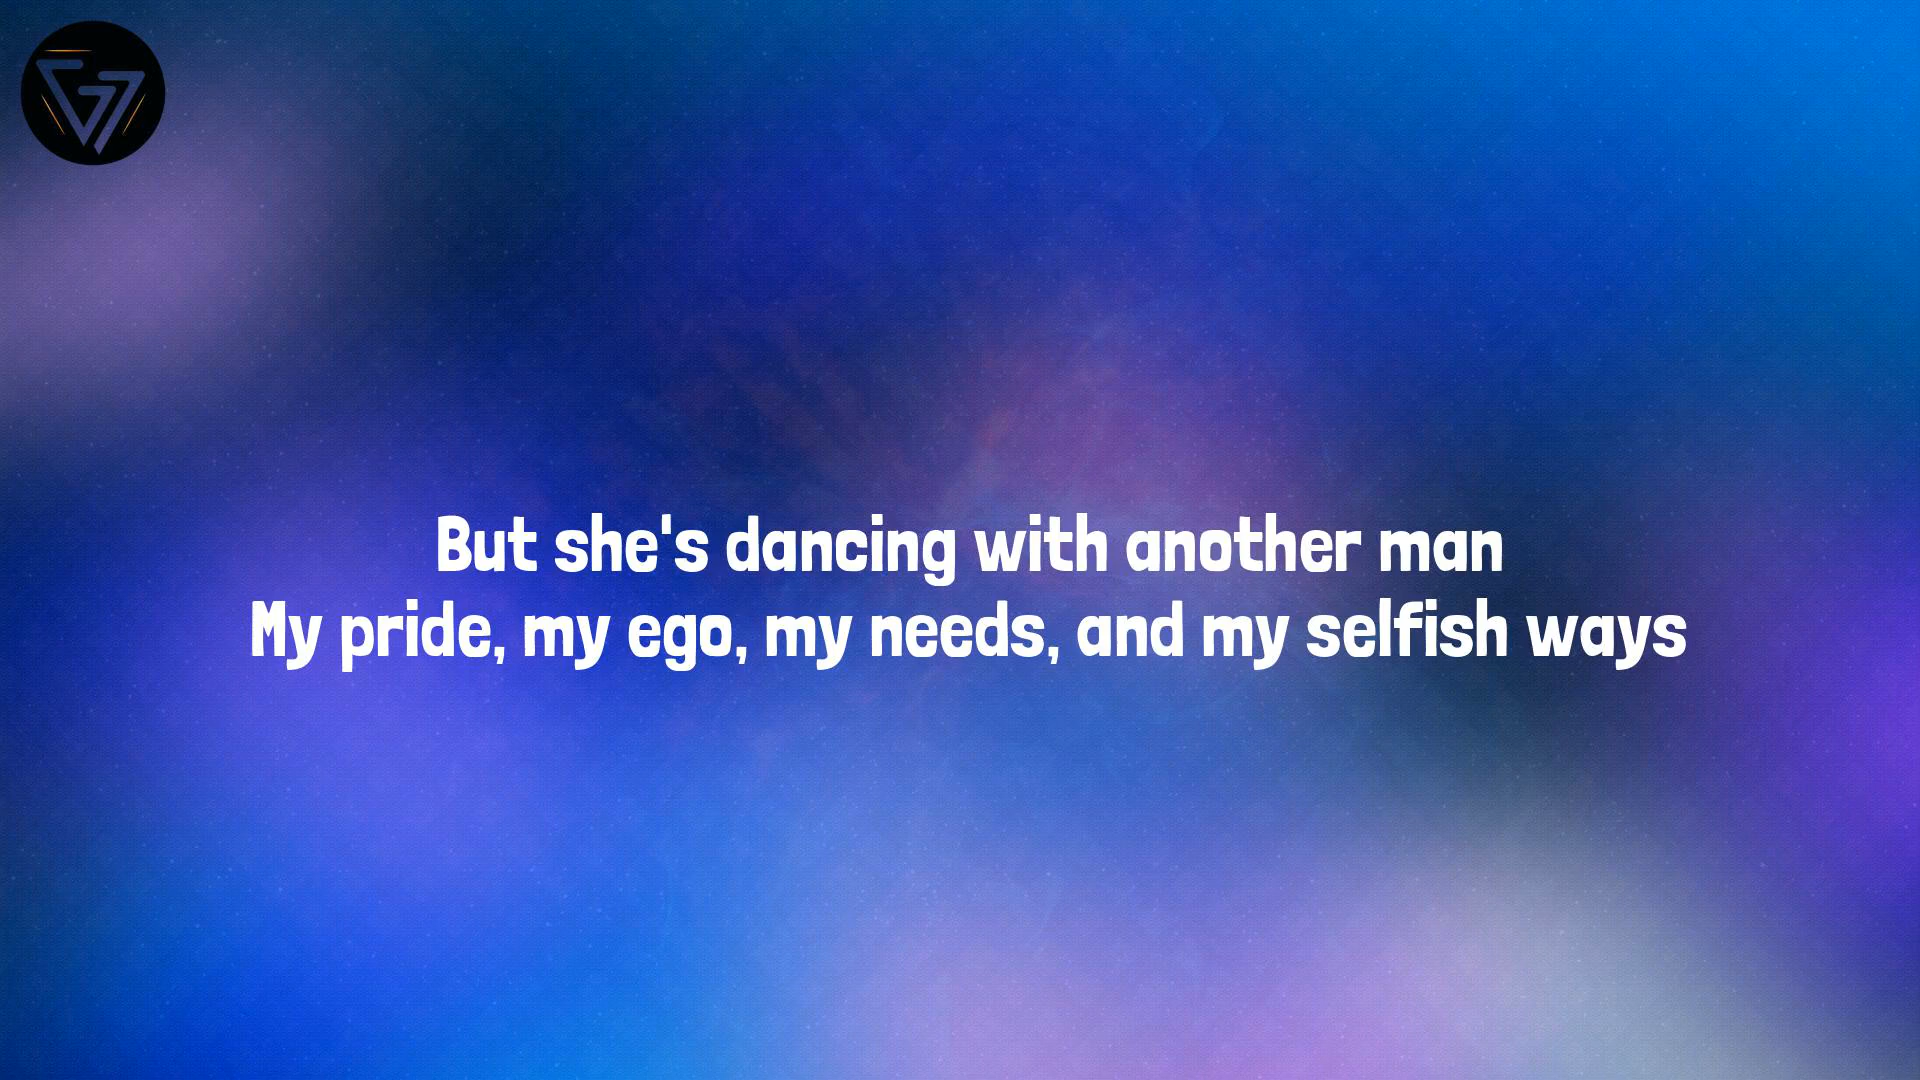 But she's dancing with another man
My pride, my ego, my needs, and my selfish ways